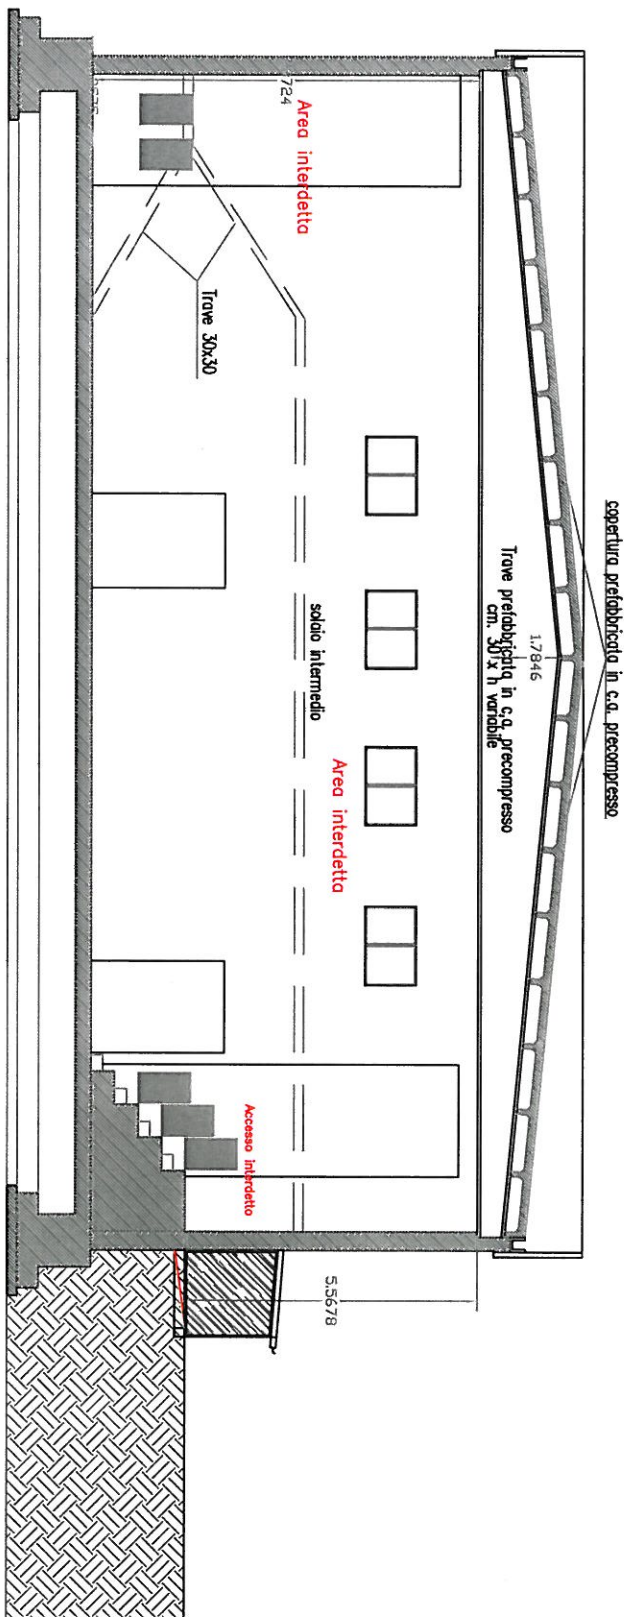 copertura prefabbricata in c.a. precompresso
1.7846
Trave prefabbricata in c.a. precompresso
cm. 30 x h variabile
Area interdetta
Trave 30x30
solaio intermedio
Area interdetta
Accesso interdetto
5.5678